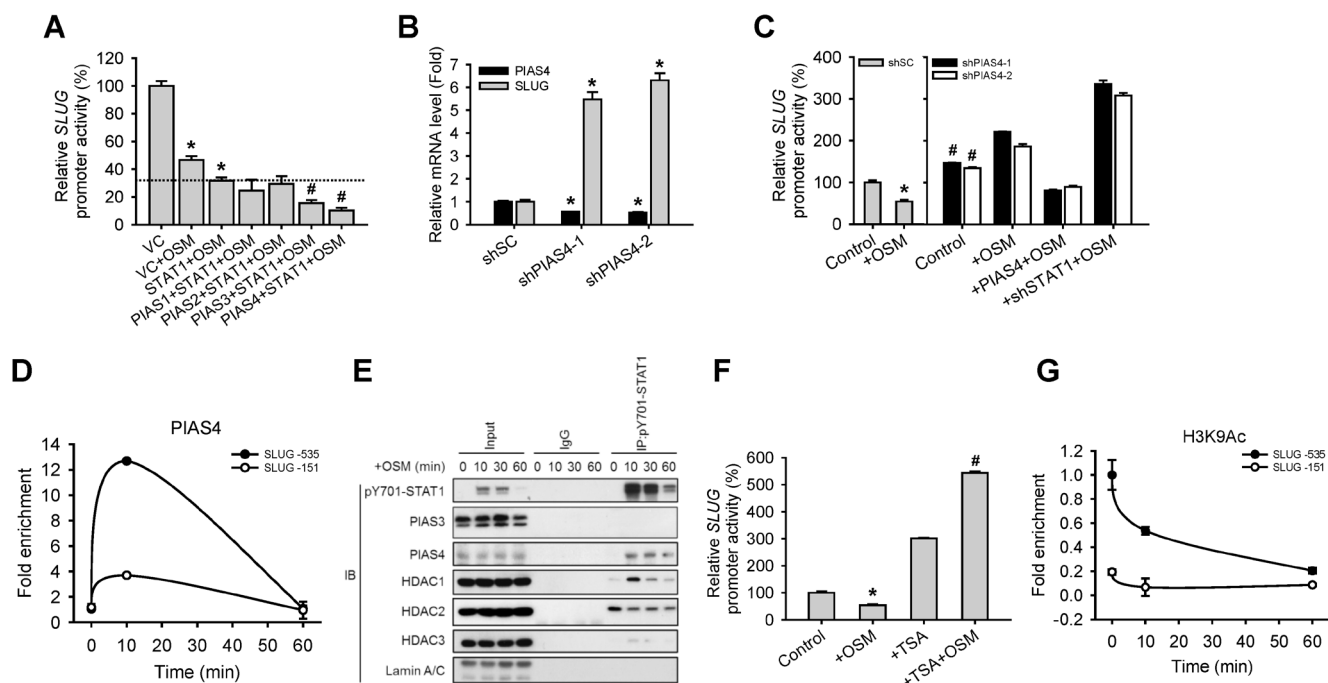 A
Relative SLUG
promoter activity (%)
120
100
80
60
40
20
0
*
*
#
#
VC
VC+OSM
STAT1+OSM
PIAS1+STAT1+OSM
PIAS2+STAT1+OSM
PIAS3+STAT1+OSM
PIAS4+STAT1+OSM
B
Relative mRNA level (Fold)
7
6
5
4
3
2
1
0
PIAS4
SLUG
*
*
*
*
shSC
shPIAS4-1
shPIAS4-2
C
Relative SLUG
promoter activity (%)
400
300
200
100
0
shSC
shPIAS4-1
shPIAS4-2
*
# #
Control
+OSM
Control
+OSM
+PIAS4+OSM
+shSTAT1+OSM
D
PIAS4
Fold enrichment
14
12
10
8
6
4
2
0
SLUG -535
SLUG -151
0 10 20 30 40 50 60
Time (min)
E
Input
IgG
IP:pY701-STAT1
+OSM (min) 0 10 30 60 0 10 30 60 0 10 30 60
IB
pY701-STAT1
PIAS3
PIAS4
HDAC1
HDAC2
HDAC3
Lamin A/C
F
Relative SLUG
promoter activity (%)
600
500
400
300
200
100
0
*
#
Control
+OSM
+TSA
+TSA+OSM
G
H3K9Ac
Fold enrichment
1.2
1.0
0.8
0.6
0.4
0.2
0.0
-0.2
SLUG -535
SLUG -151
0 10 20 30 40 50 60
Time (min)